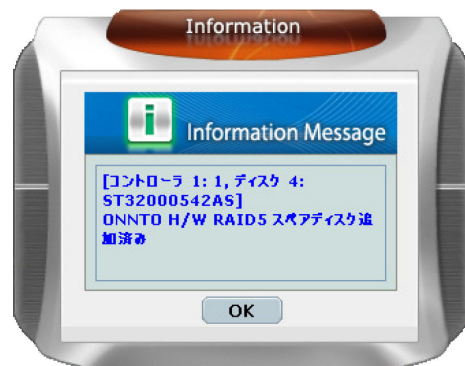 Information
Information Message
[コントローラ 1: 1, ディスク 4:
ST32000542AS]
ONNTO H/W RAID5 スペアディスク追
加済み
OK